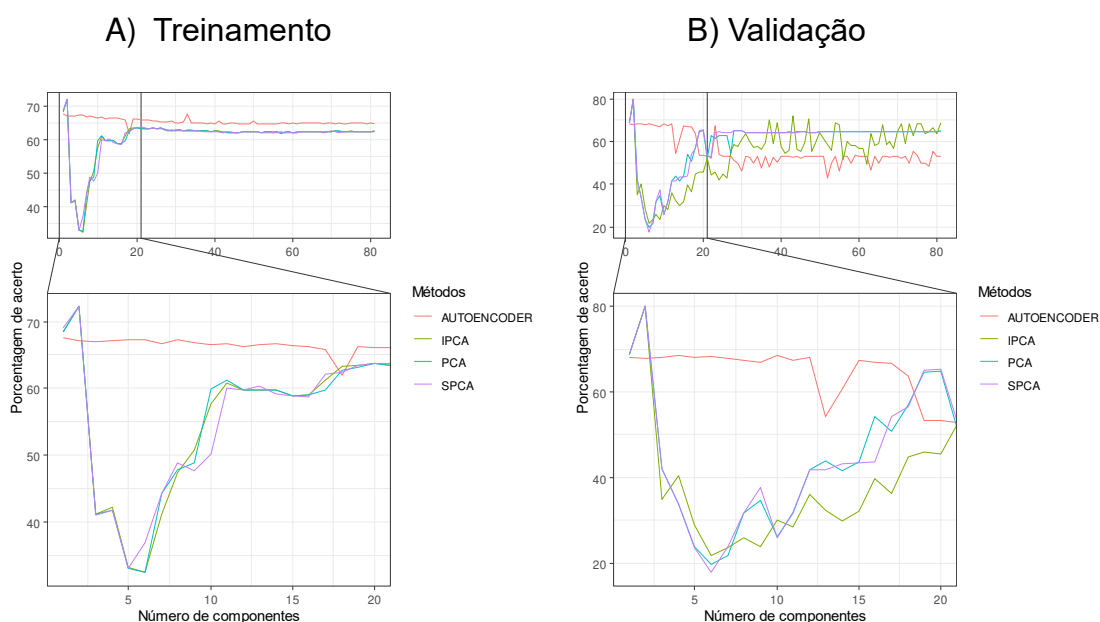 A)  Treinamento
70
60
50
40
0
20
40
60
80
Porcentagem de acerto
70
60
50
40
5
10
15
20
Número de componentes
Métodos
AUTOENCODER
IPCA
PCA
SPCA
B) Validação
80
60
40
20
0
20
40
60
80
Porcentagem de acerto
80
60
40
20
5
10
15
20
Número de componentes
Métodos
AUTOENCODER
IPCA
PCA
SPCA